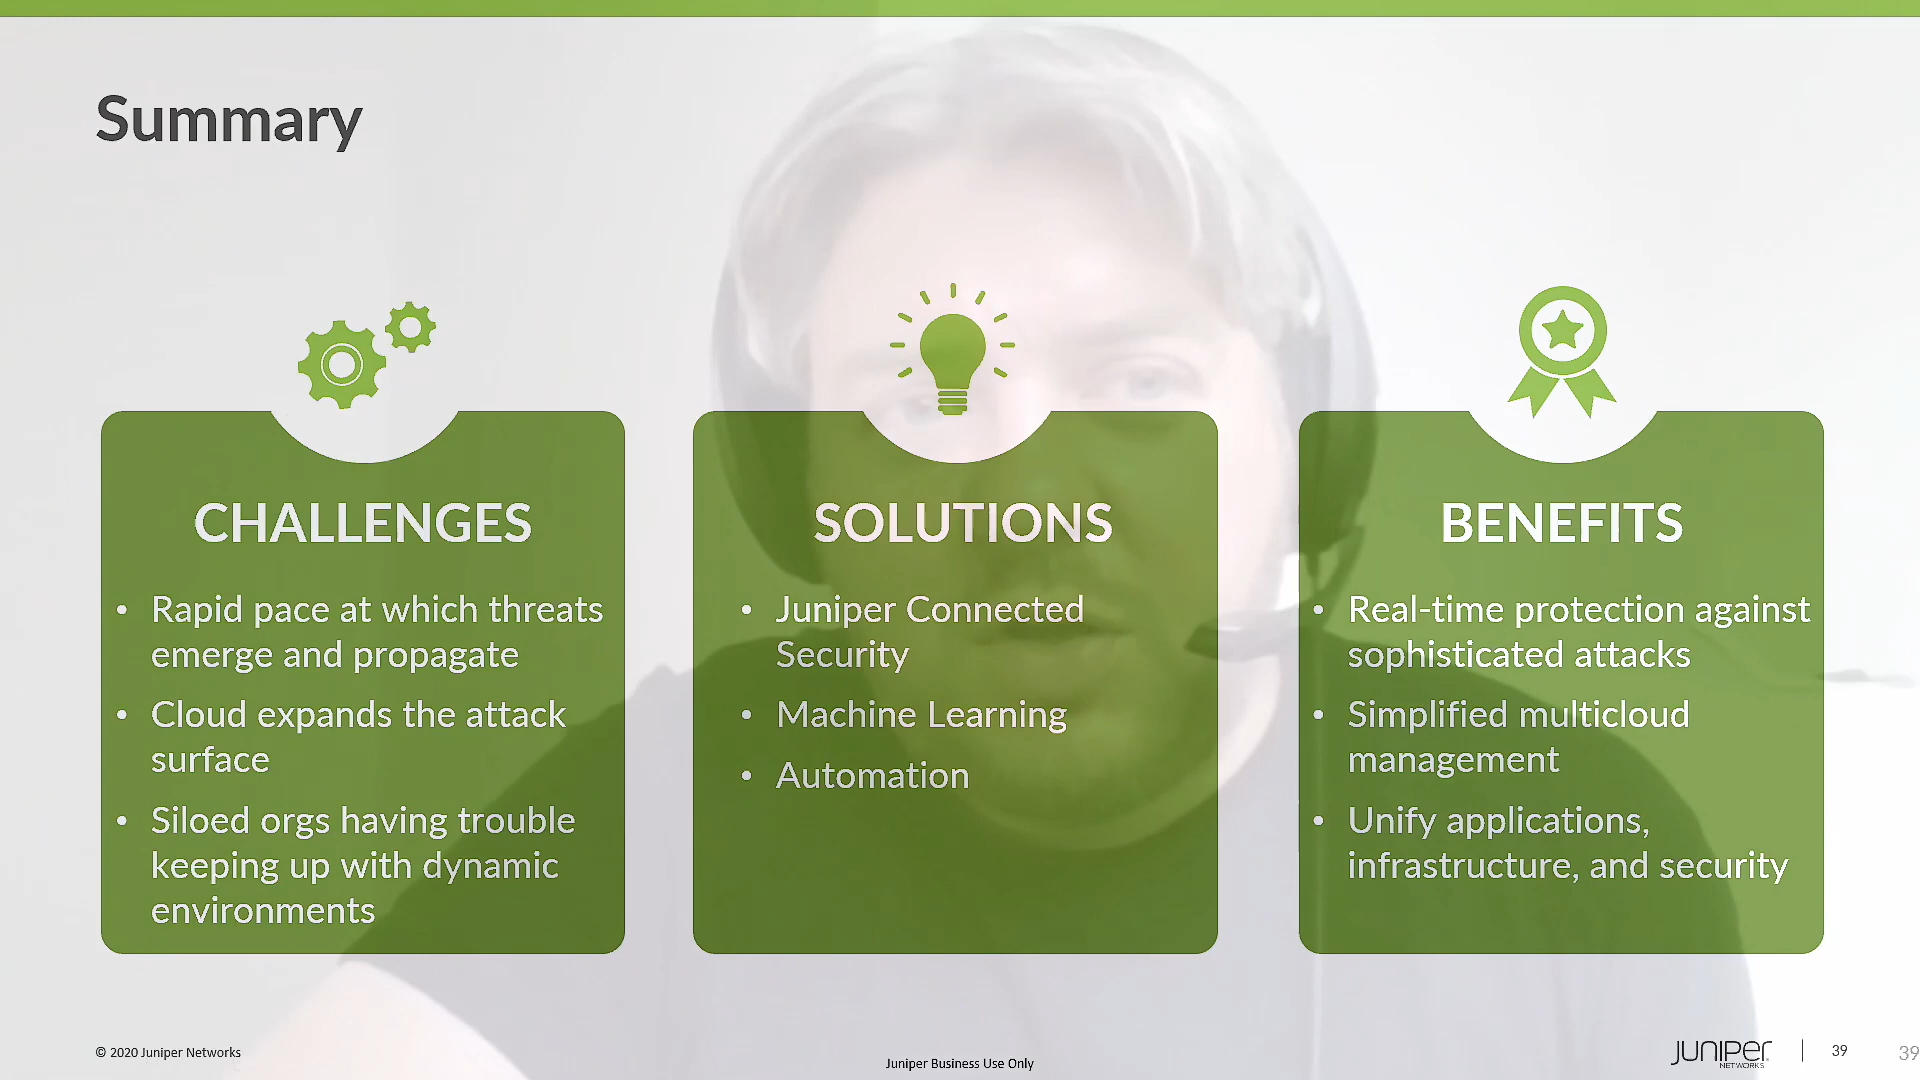 Summary
CHALLENGES
• Rapid pace at which threats
emerge and propagate
• Cloud expands the attack
surface
• Siloed orgs having trouble
keeping up with dynamic
environments
SOLUTIONS
• Juniper Connected
Security
• Machine Learning
• Automation
BENEFITS
• Real-time protection against
sophisticated attacks
• Simplified multicloud
management
• Unify applications,
infrastructure, and security
© 2020 Juniper Networks
Juniper Business Use Only
JUNIPER
NETWORKS
39
39